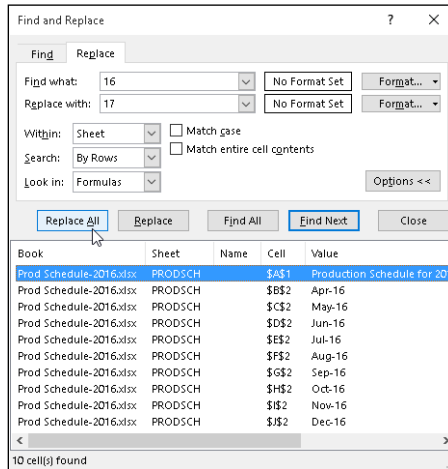 Find and Replace ? ×
Find Replace
Find what: 16 No Format Set Format...
Replace with: 17 No Format Set Format...
Within: Sheet Match case
Search: By Rows Match entire cell contents
Look in: Formulas Options <<
Replace All Replace Find All Find Next Close
Book Sheet Name Cell Value
Prod Schedule-2016.xlsx PRODSCH $A$1 Production Schedule for 20
Prod Schedule-2016.xlsx PRODSCH $B$2 Apr-16
Prod Schedule-2016.xlsx PRODSCH $C$2 May-16
Prod Schedule-2016.xlsx PRODSCH $D$2 Jun-16
Prod Schedule-2016.xlsx PRODSCH $E$2 Jul-16
Prod Schedule-2016.xlsx PRODSCH $F$2 Aug-16
Prod Schedule-2016.xlsx PRODSCH $G$2 Sep-16
Prod Schedule-2016.xlsx PRODSCH $H$2 Oct-16
Prod Schedule-2016.xlsx PRODSCH $I$2 Nov-16
Prod Schedule-2016.xlsx PRODSCH $J$2 Dec-16
10 cell(s) found